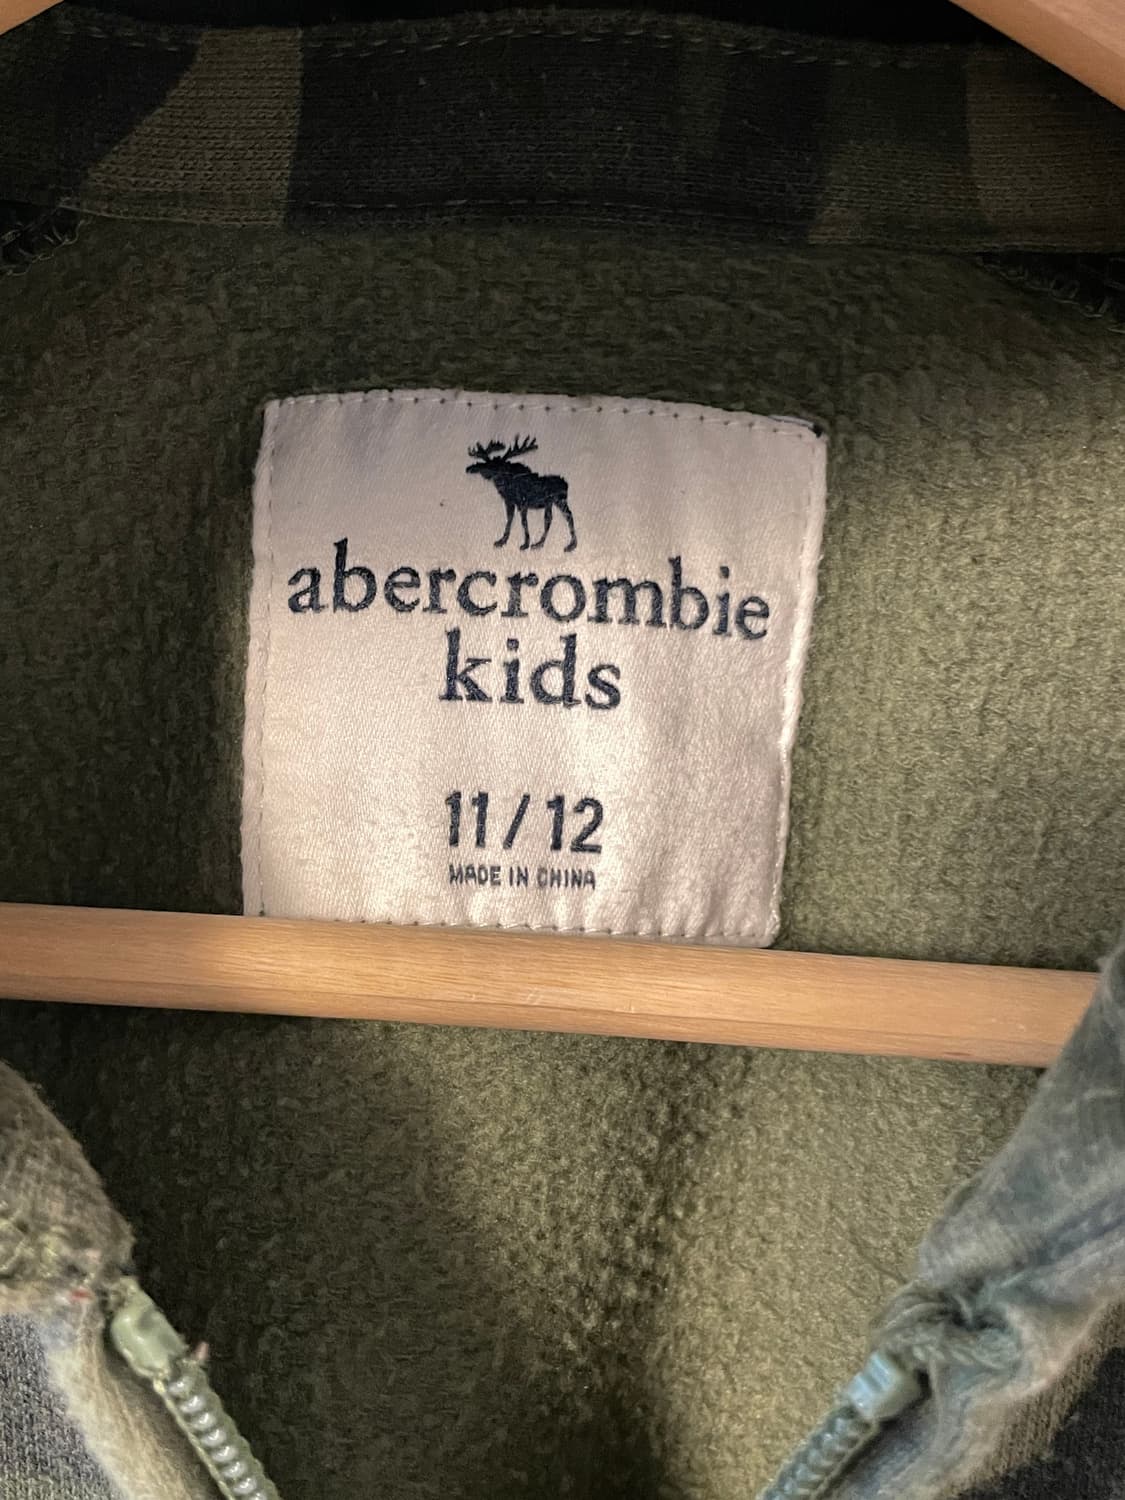 abercrombie
kids
11/12
MADE IN CHINA